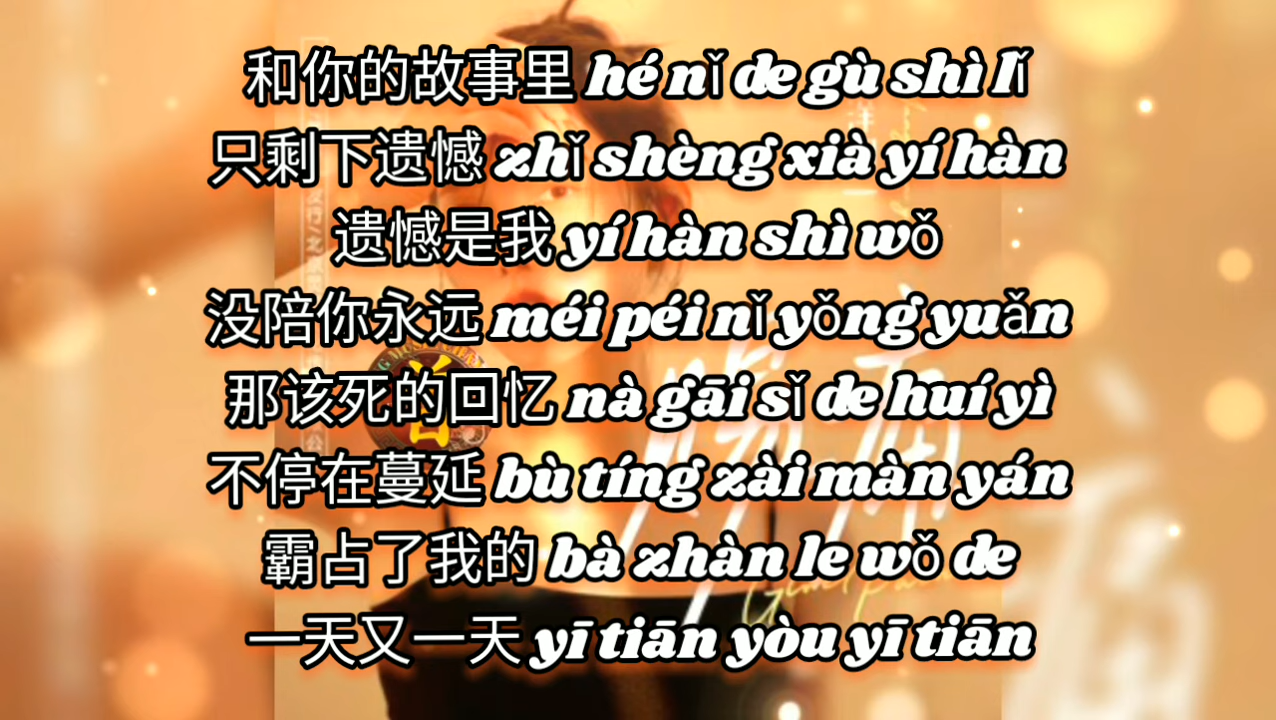 和你的故事里 hé nǐ de gù shì lǐ
只剩下遗憾 zhǐ shèng xià yí hàn
遗憾是我 yí hàn shì wǒ
没陪你永远 méi péi nǐ yǒng yuǎn
那该死的回忆 nà gāi sǐ de huí yì
不停在蔓延 bù tíng zài màn yán
霸占了我的 bà zhàn le wǒ de
一天又一天 yī tiān yòu yī tiān